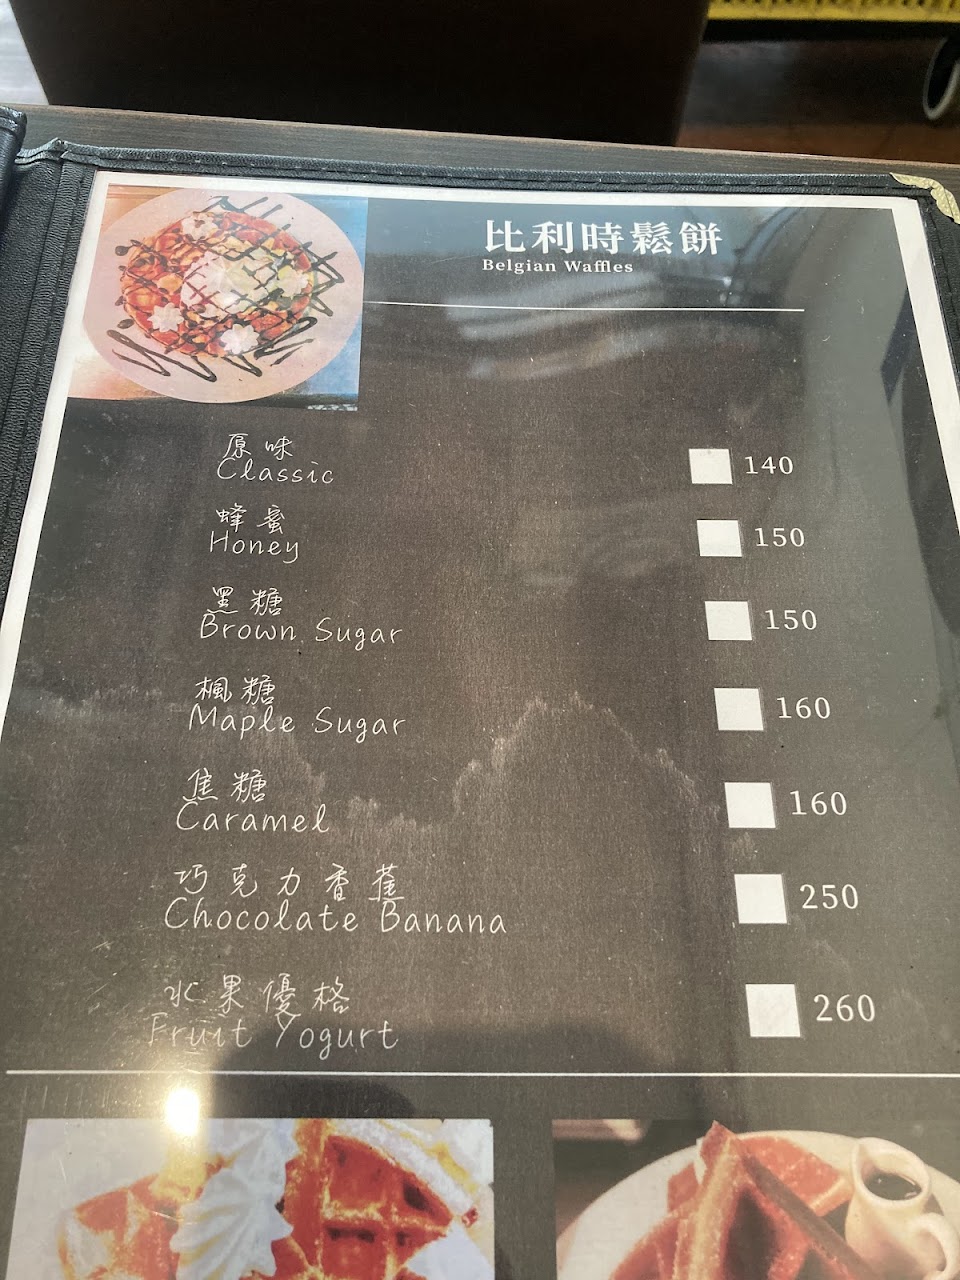 比利時鬆餅
Belgian Waffles
原味
Classic
140
蜂蜜
Honey
150
黑糖
Brown Sugar
150
楓糖
Maple Sugar
160
焦糖
Caramel
160
巧克力香蕉
Chocolate Banana
250
水果優格
Fruit Yogurt
260